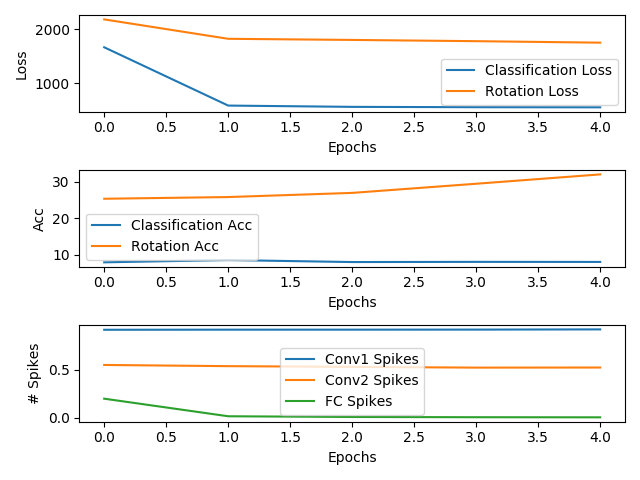 2000
1000
Loss
Classification Loss
Rotation Loss
0.0 0.5 1.0 1.5 2.0 2.5 3.0 3.5 4.0
Epochs
30
20
10
Acc
Classification Acc
Rotation Acc
0.0 0.5 1.0 1.5 2.0 2.5 3.0 3.5 4.0
Epochs
0.5
0.0
# Spikes
Conv1 Spikes
Conv2 Spikes
FC Spikes
0.0 0.5 1.0 1.5 2.0 2.5 3.0 3.5 4.0
Epochs